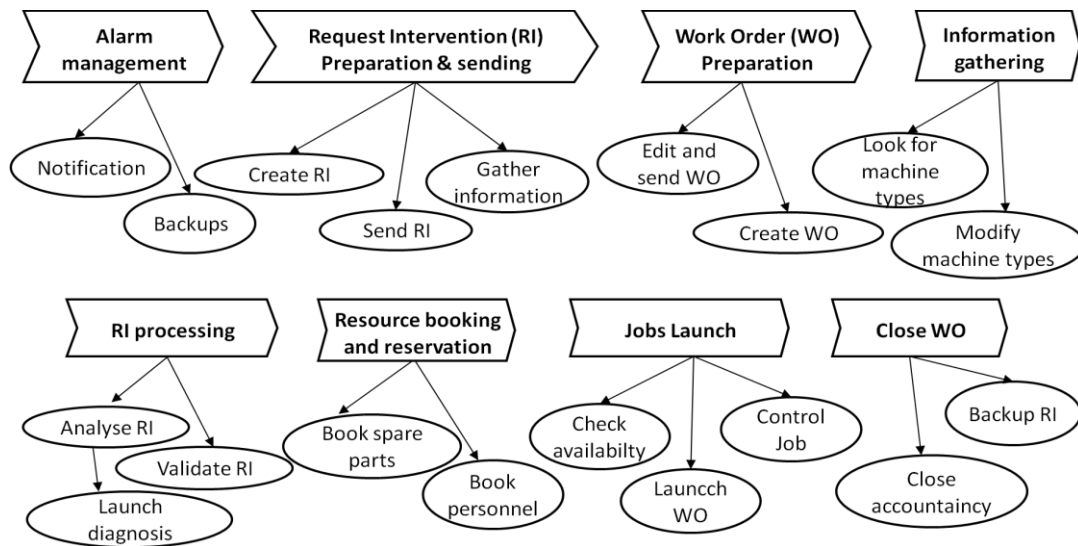 Alarm
management
Request Intervention (RI)
Preparation & sending
Work Order (WO)
Preparation
Information
gathering
Notification
Backups
Create RI
Send RI
Gather
information
Edit and
send WO
Create WO
Look for
machine
types
Modify
machine types
RI processing
Resource booking
and reservation
Jobs Launch
Close WO
Analyse RI
Validate RI
Launch
diagnosis
Book spare
parts
Book
personnel
Check
availabilty
Launcch
WO
Control
Job
Backup RI
Close
accountancy